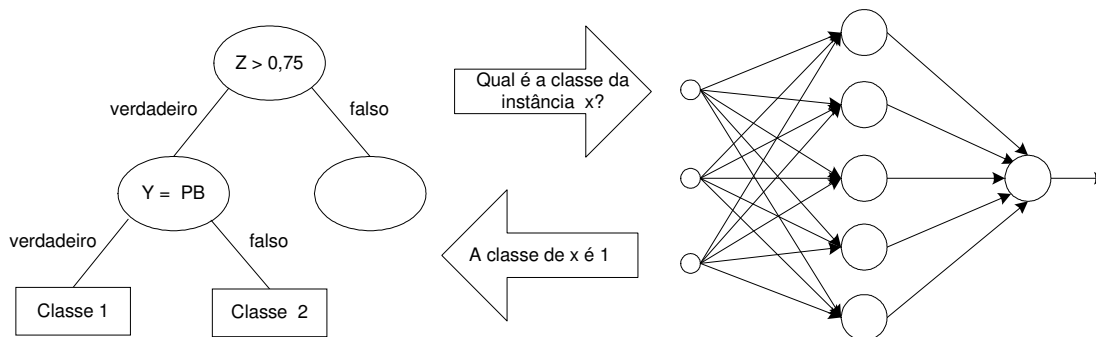 Z > 0,75
verdadeiro
falso
Y = PB
verdadeiro
falso
Classe 1
Classe 2
Qual é a classe da
instância x?
A classe de x é 1